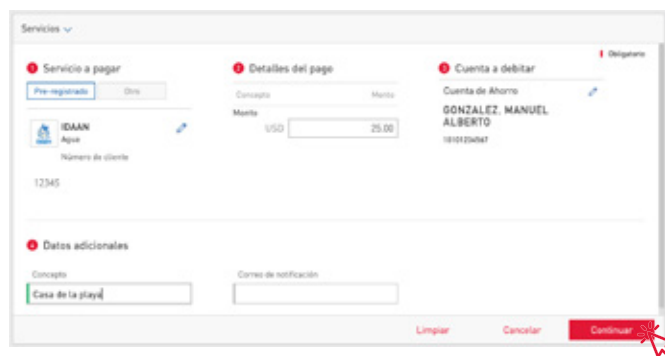 Servicios
Obligatorio
1 Servicio a pagar
Pre-registrado Otro
IDAAN
Agua
Número de cliente
12345
2 Detalles del pago
Concepto Monto
Monto
USD 25.00
3 Cuenta a debitar
Cuenta de Ahorro
GONZALEZ, MANUEL
ALBERTO
4 Datos adicionales
Concepto
Casa de la playa
Correo de notificación
Limpiar Cancelar Continuar